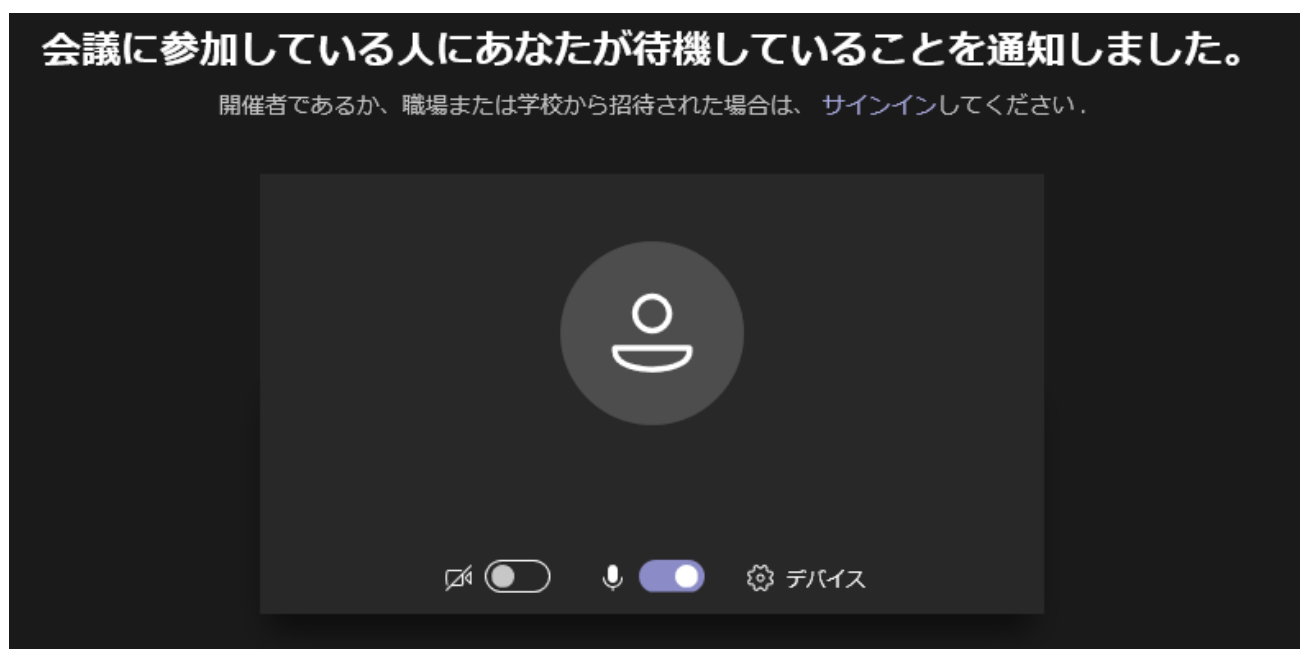 会議に参加している人にあなたが待機していることを通知しました。
開催者であるか、職場または学校から招待された場合は、 サインインしてください.
デバイス